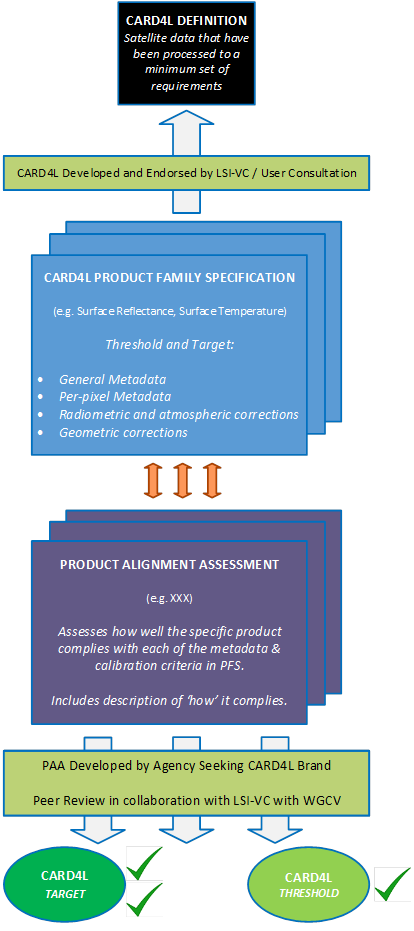 CARD4L DEFINITION
Satellite data that have
been processed to a
minimum set of
requirements
CARD4L Developed and Endorsed by LSI-VC / User Consultation
CARD4L PRODUCT FAMILY SPECIFICATION
(e.g. Surface Reflectance, Surface Temperature)
Threshold and Target:
• General Metadata
• Per-pixel Metadata
• Radiometric and atmospheric corrections
• Geometric corrections
PRODUCT ALIGNMENT ASSESSMENT
(e.g. XXX)
Assesses how well the specific product
complies with each of the metadata &
calibration criteria in PFS.
Includes description of ‘how’ it complies.
PAA Developed by Agency Seeking CARD4L Brand
Peer Review in collaboration with LSI-VC with WGCV
CARD4L
TARGET
CARD4L
THRESHOLD